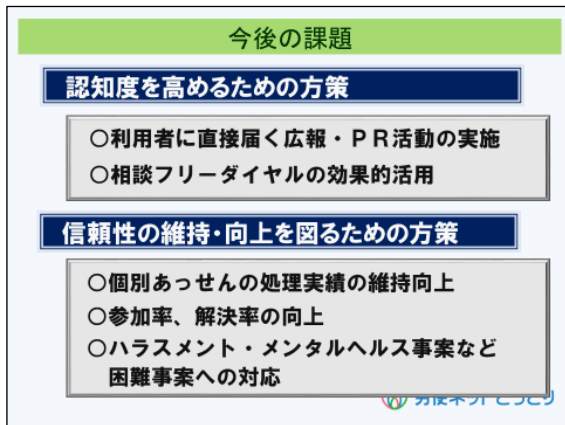 今後の課題
認知度を高めるための方策
○利用者に直接届く広報・ＰＲ活動の実施
○相談フリーダイヤルの効果的活用
信頼性の維持・向上を図るための方策
○個別あっせんの処理実績の維持向上
○参加率、解決率の向上
○ハラスメント・メンタルヘルス事案など
困難事案への対応